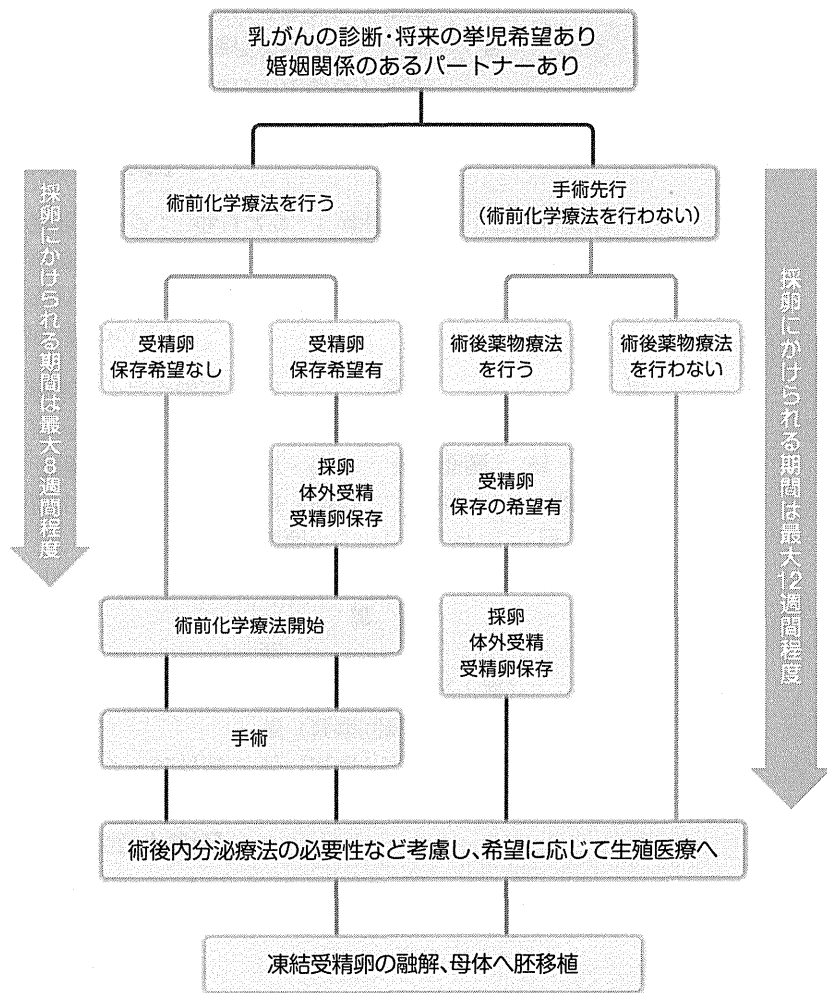 乳がんの診断・将来の挙児希望あり
婚姻関係のあるパートナーあり
採卵にかけられる期間は最大8週間程度
術前化学療法を行う
手術先行
（術前化学療法を行わない）
採卵にかけられる期間は最大12週間程度
受精卵
保存希望なし
受精卵
保存希望有
術後薬物療法
を行う
術後薬物療法
を行わない
採卵
体外受精
受精卵保存
受精卵
保存の希望有
術前化学療法開始
採卵
体外受精
受精卵保存
手術
術後内分泌療法の必要性など考慮し、希望に応じて生殖医療へ
凍結受精卵の融解、母体へ胚移植